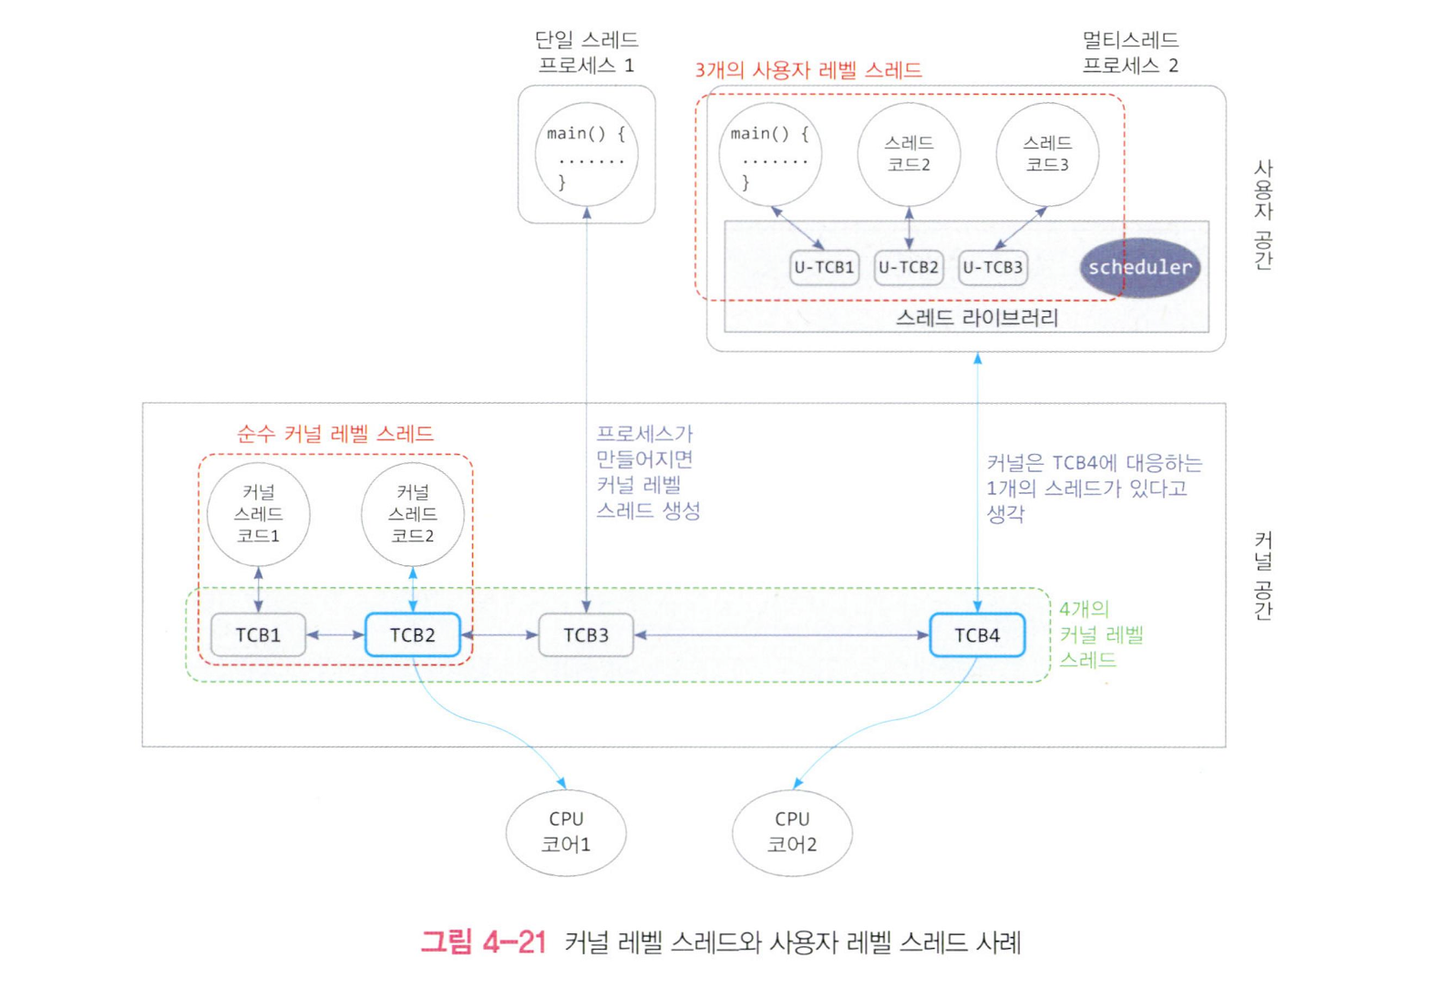 단일 스레드
프로세스 1
3개의 사용자 레벨 스레드
멀티스레드
프로세스 2
main() {
.......
}
main() {
.......
}
스레드
코드2
스레드
코드3
U-TCB1
U-TCB2
U-TCB3
scheduler
스레드 라이브러리
사용자 공간
순수 커널 레벨 스레드
커널
스레드
코드1
커널
스레드
코드2
프로세스가
만들어지면
커널 레벨
스레드 생성
커널은 TCB4에 대응하는
1개의 스레드가 있다고
생각
TCB1
TCB2
TCB3
TCB4
4개의
커널 레벨
스레드
커널 공간
CPU
코어1
CPU
코어2
그림 4-21 커널 레벨 스레드와 사용자 레벨 스레드 사례